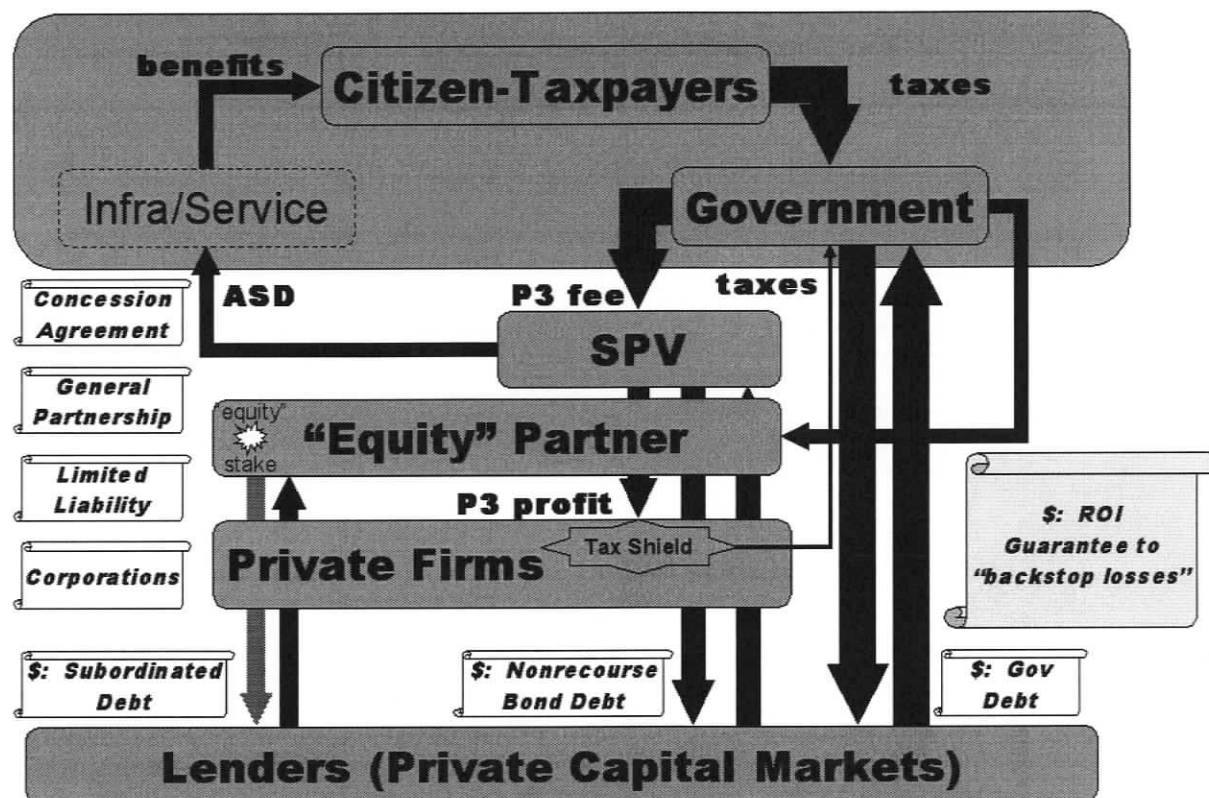 benefits
Citizen-Taxpayers
taxes
Infra/Service
Government
Concession
Agreement
ASD
P3 fee
taxes
SPV
General
Partnership
"equity"
stake
“Equity” Partner
Limited
Liability
P3 profit
$: ROI
Guarantee to
“backstop losses”
Corporations
Private Firms
Tax Shield
$: Subordinated
Debt
$: Nonrecourse
Bond Debt
$: Gov
Debt
Lenders (Private Capital Markets)